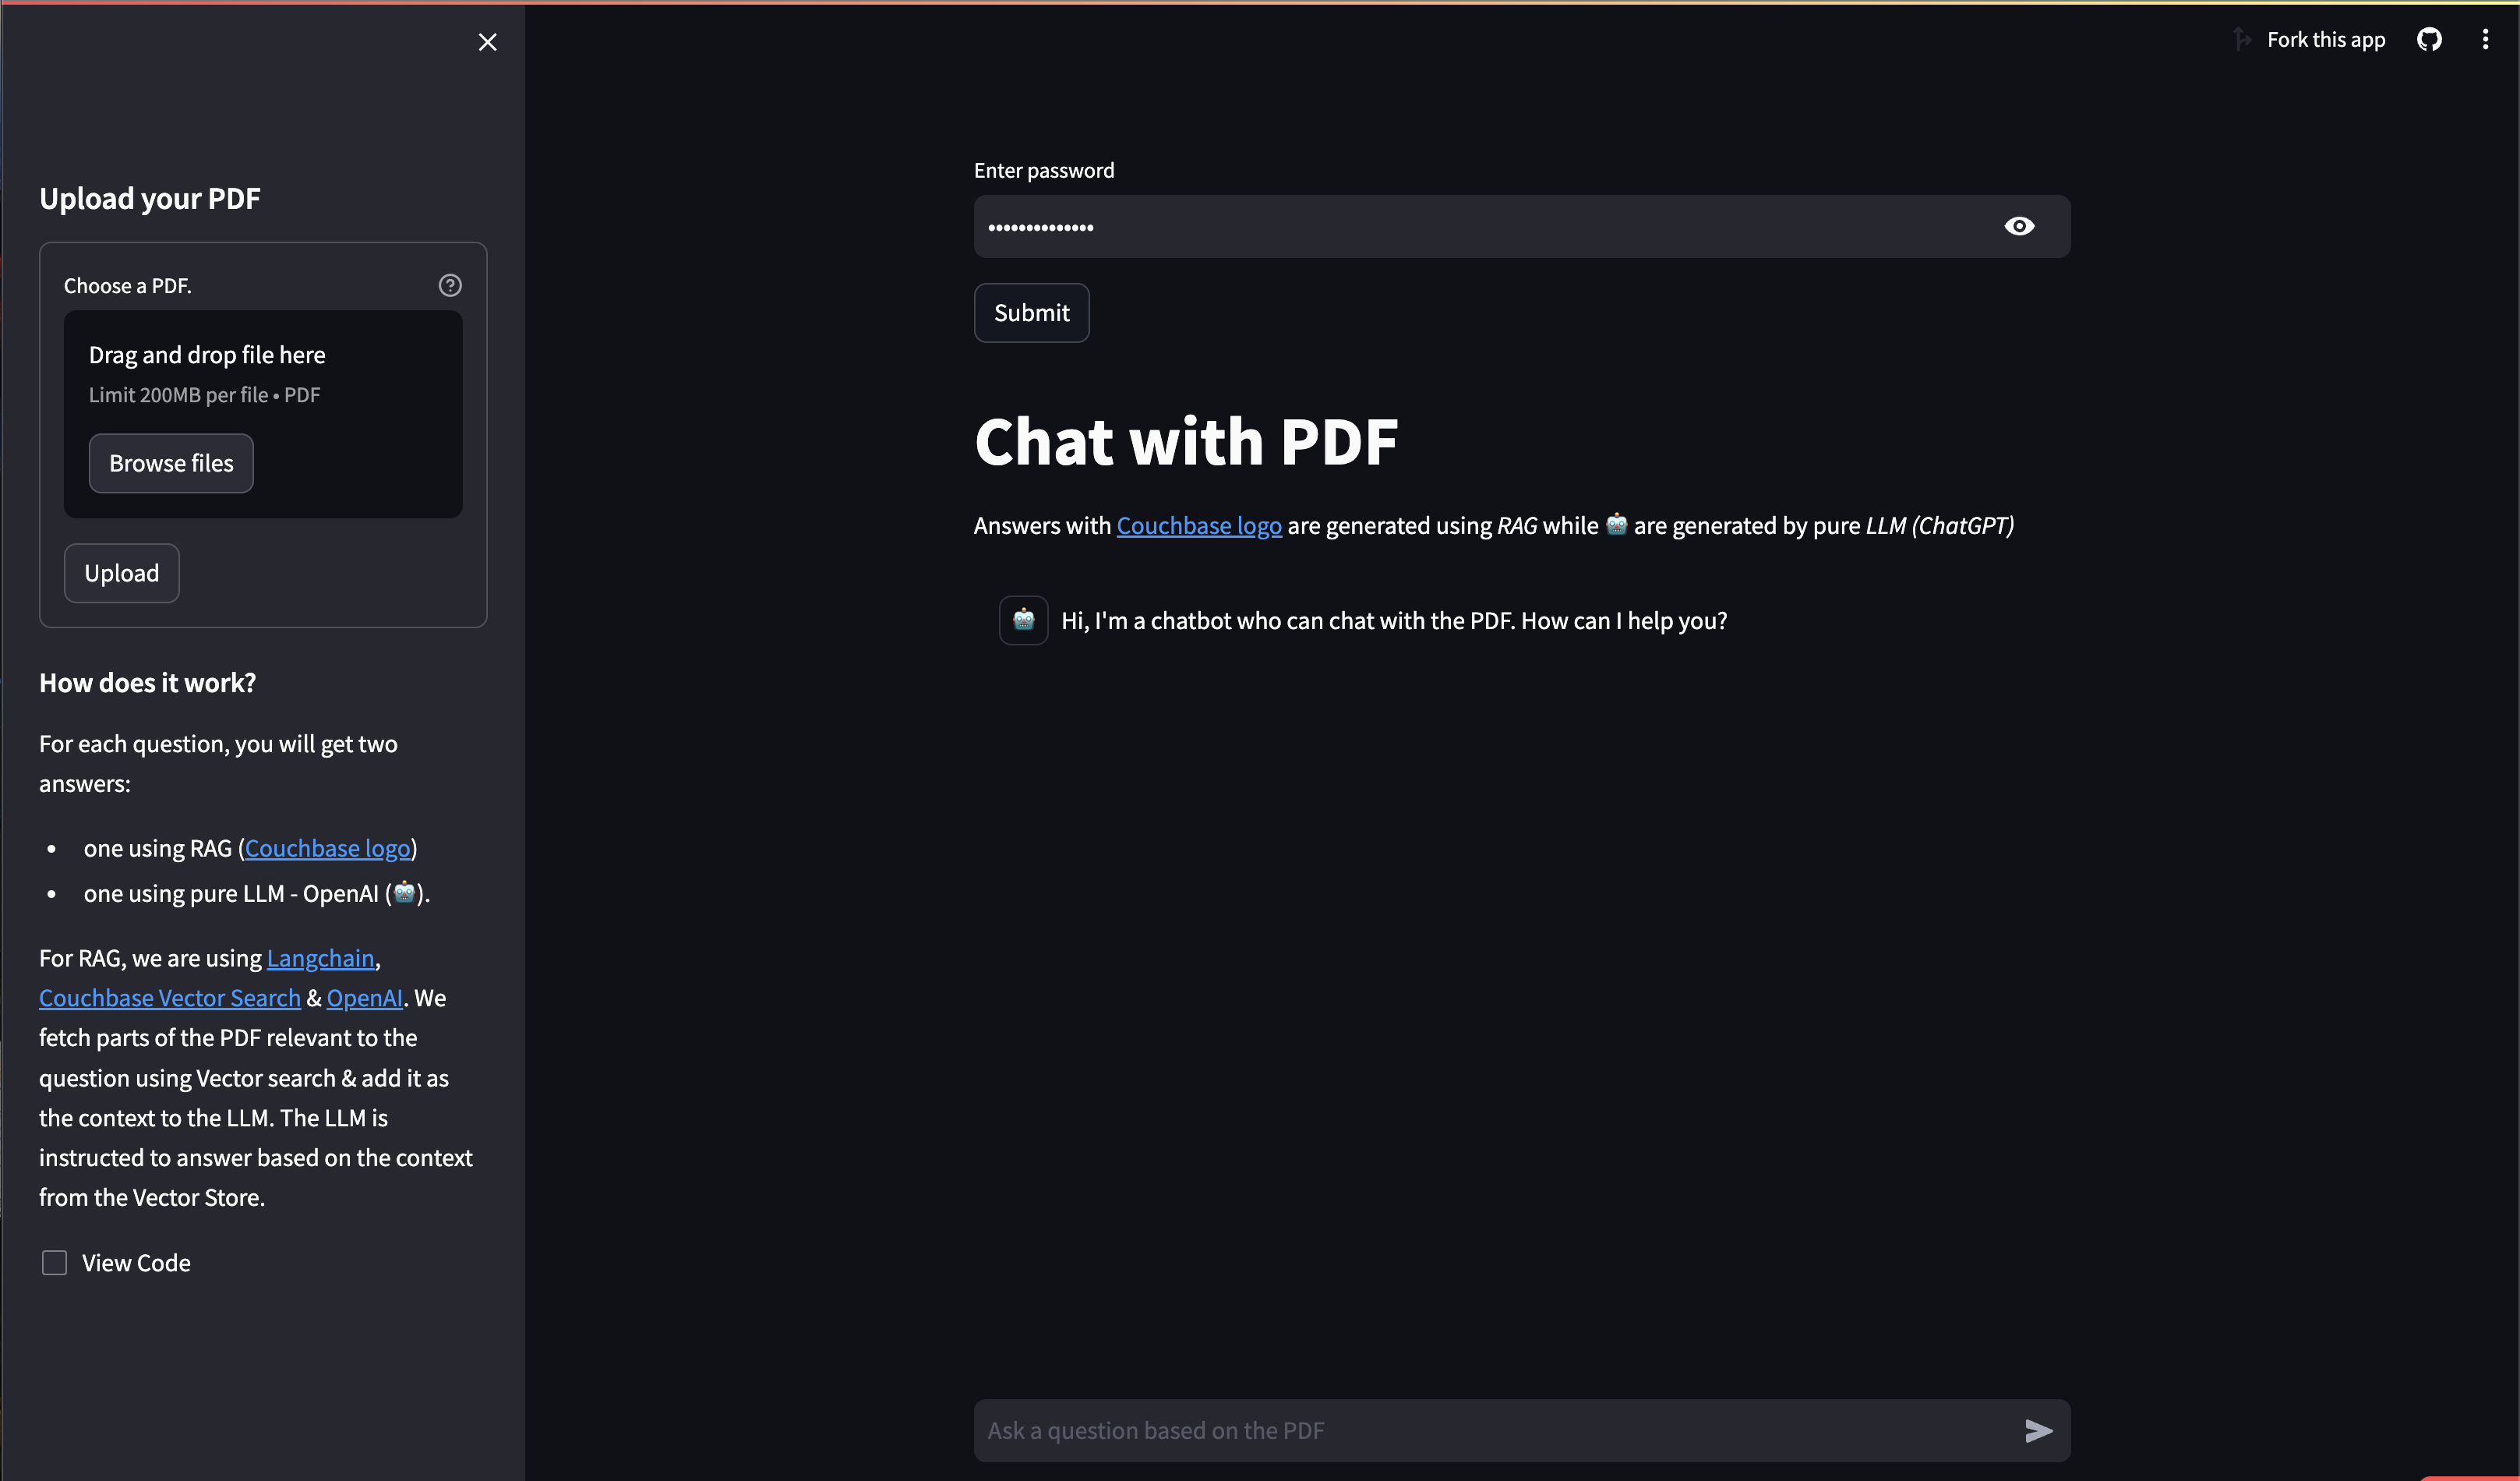 Fork this app
Upload your PDF
Choose a PDF.
Drag and drop file here
Limit 200MB per file • PDF
Browse files
Upload
How does it work?
For each question, you will get two
answers:
• one using RAG (Couchbase logo)
• one using pure LLM - OpenAI (🤖).
For RAG, we are using Langchain,
Couchbase Vector Search & OpenAI. We
fetch parts of the PDF relevant to the
question using Vector search & add it as
the context to the LLM. The LLM is
instructed to answer based on the context
from the Vector Store.
View Code
Enter password
••••••••••••••
Submit
Chat with PDF
Answers with Couchbase logo are generated using RAG while 🤖 are generated by pure LLM (ChatGPT)
Hi, I'm a chatbot who can chat with the PDF. How can I help you?
Ask a question based on the PDF